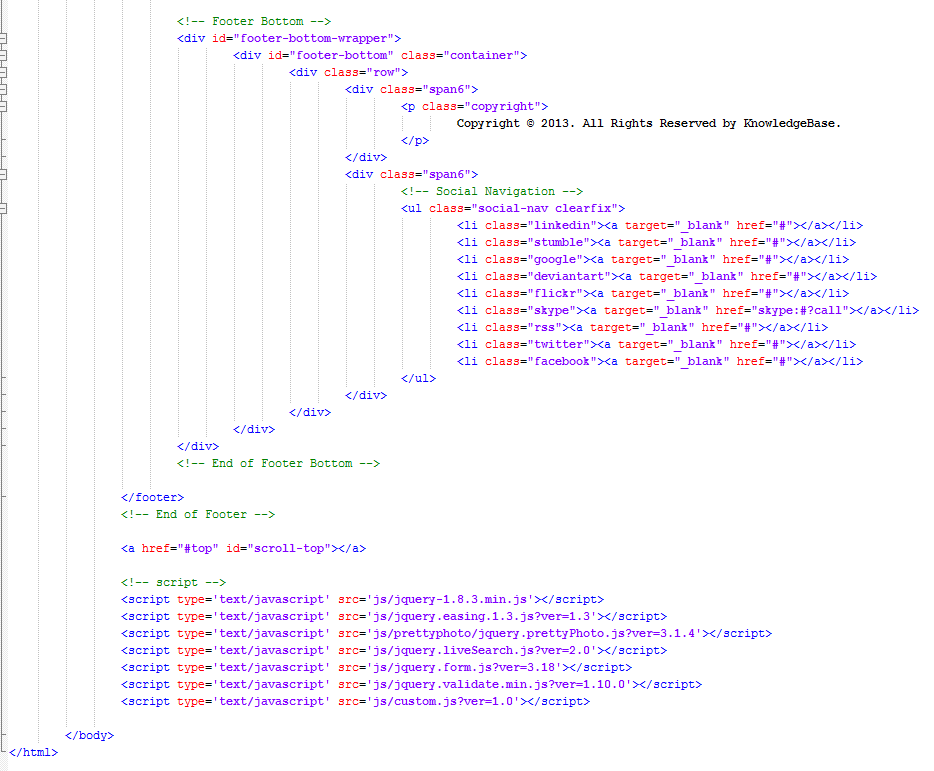 <!-- Footer Bottom -->
<div id="footer-bottom-wrapper">
<div id="footer-bottom" class="container">
<div class="row">
<div class="span6">
<p class="copyright">
Copyright © 2013. All Rights Reserved by KnowledgeBase.
</p>
</div>
<div class="span6">
<!-- Social Navigation -->
<ul class="social-nav clearfix">
<li class="linkedin"><a target="_blank" href="#"></a></li>
<li class="stumble"><a target="_blank" href="#"></a></li>
<li class="google"><a target="_blank" href="#"></a></li>
<li class="deviantart"><a target="_blank" href="#"></a></li>
<li class="flickr"><a target="_blank" href="#"></a></li>
<li class="skype"><a target="_blank" href="skype:#?call"></a></li>
<li class="rss"><a target="_blank" href="#"></a></li>
<li class="twitter"><a target="_blank" href="#"></a></li>
<li class="facebook"><a target="_blank" href="#"></a></li>
</ul>
</div>
</div>
</div>
</div>
<!-- End of Footer Bottom -->
</footer>
<!-- End of Footer -->
<a href="#top" id="scroll-top"></a>
<!-- script -->
<script type='text/javascript' src='js/jquery-1.8.3.min.js'></script>
<script type='text/javascript' src='js/jquery.easing.1.3.js?ver=1.3'></script>
<script type='text/javascript' src='js/prettyphoto/jquery.prettyPhoto.js?ver=3.1.4'></script>
<script type='text/javascript' src='js/jquery.liveSearch.js?ver=2.0'></script>
<script type='text/javascript' src='js/jquery.form.js?ver=3.18'></script>
<script type='text/javascript' src='js/jquery.validate.min.js?ver=1.10.0'></script>
<script type='text/javascript' src='js/custom.js?ver=1.0'></script>
</body>
</html>